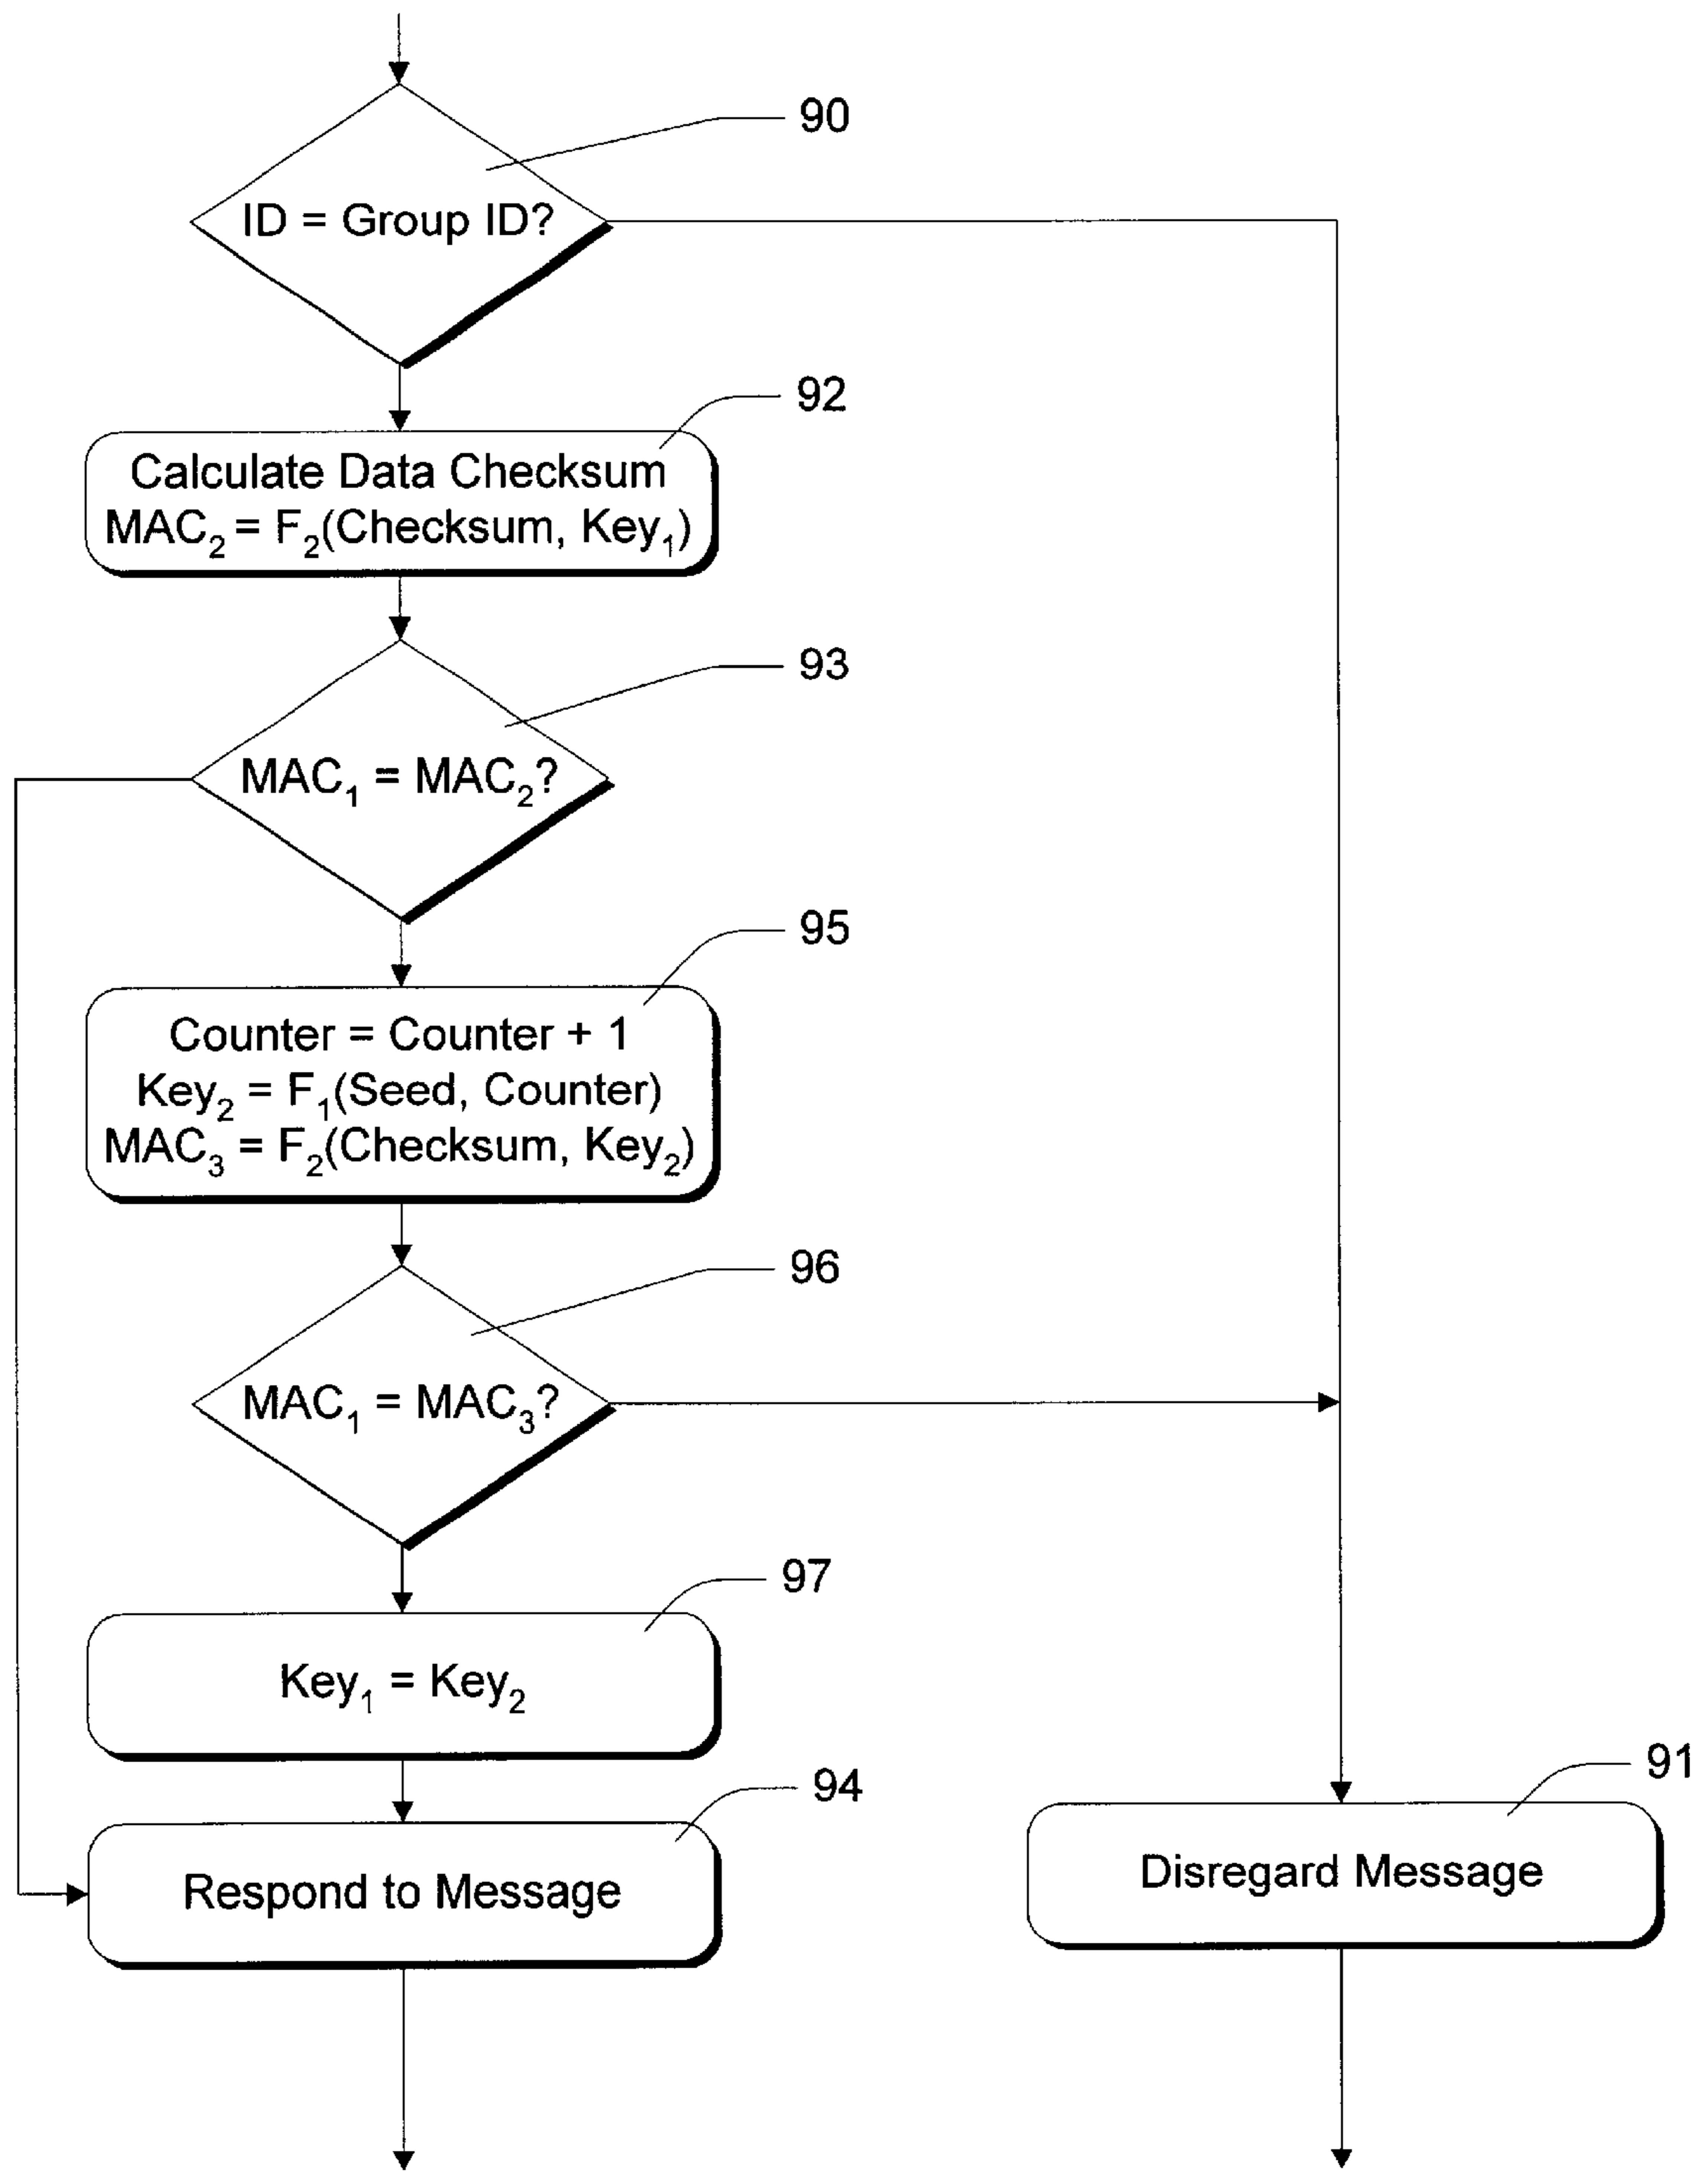 90
ID = Group ID?
92
Calculate Data Checksum
MAC₂ = F₂(Checksum, Key₁)
93
MAC₁ = MAC₂?
95
Counter = Counter + 1
Key₂ = F₁(Seed, Counter)
MAC₃ = F₂(Checksum, Key₂)
96
MAC₁ = MAC₃?
97
Key₁ = Key₂
94
Respond to Message
91
Disregard Message